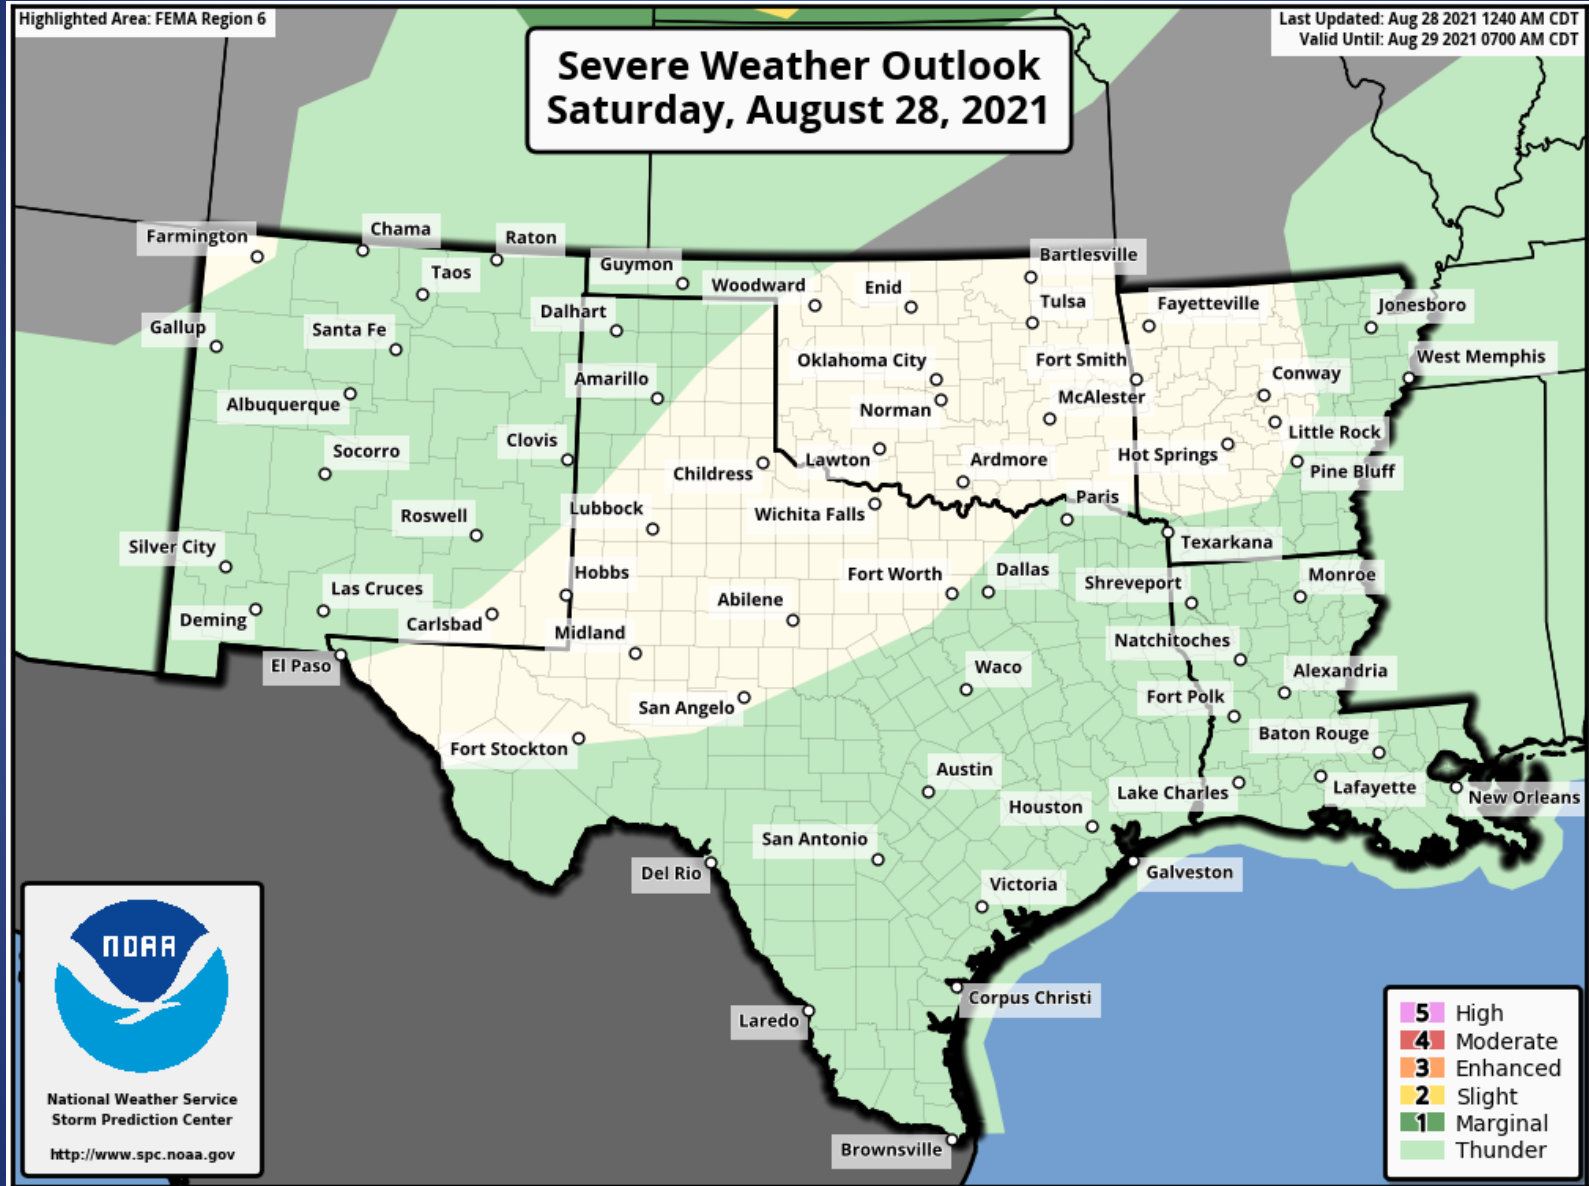 Highlighted Area: FEMA Region 6
Last Updated: Aug 28 2021 1240 AM CDT
Valid Until: Aug 29 2021 0700 AM CDT
Severe Weather Outlook
Saturday, August 28, 2021
Farmington
Chama
Raton
Taos
Guymon
Woodward
Enid
Bartlesville
Tulsa
Fayetteville
Jonesboro
Gallup
Santa Fe
Dalhart
Oklahoma City
Fort Smith
West Memphis
Conway
Albuquerque
Amarillo
Norman
McAlester
Little Rock
Socorro
Clovis
Childress
Lawton
Ardmore
Hot Springs
Pine Bluff
Roswell
Lubbock
Wichita Falls
Paris
Texarkana
Silver City
Las Cruces
Hobbs
Fort Worth
Dallas
Shreveport
Monroe
Deming
Carlsbad
Midland
Abilene
Natchitoches
El Paso
Waco
Alexandria
San Angelo
Fort Polk
Fort Stockton
Baton Rouge
Austin
Houston
Lake Charles
Lafayette
New Orleans
San Antonio
Del Rio
Victoria
Galveston
Corpus Christi
Laredo
Brownsville
NOAA
National Weather Service
Storm Prediction Center
http://www.spc.noaa.gov
5 High
4 Moderate
3 Enhanced
2 Slight
1 Marginal
Thunder